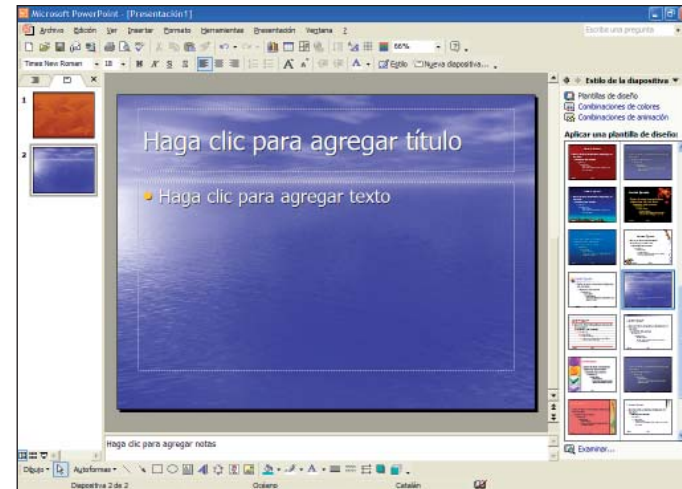 Microsoft PowerPoint - [Presentación1]
Archivo Edición Ver Insertar Formato Herramientas Presentación Ventana ?
Escriba una pregunta
66%
Times New Roman 18 N K S S Estilo Nueva diapositiva...
Estilo de la diapositiva
Plantillas de diseño
Combinaciones de colores
Combinaciones de animación
Aplicar una plantilla de diseño:
1
2
Haga clic para agregar título
Haga clic para agregar texto
Haga clic para agregar notas
Examinar...
Dibujo Autoformas
Diapositiva 2 de 2 Océano Catalán